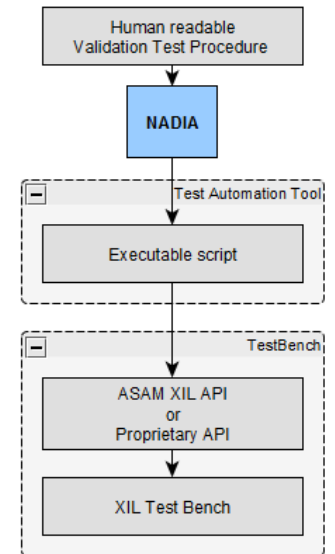 Human readable
Validation Test Procedure
NADIA
Test Automation Tool
Executable script
TestBench
ASAM XIL API
or
Proprietary API
XIL Test Bench